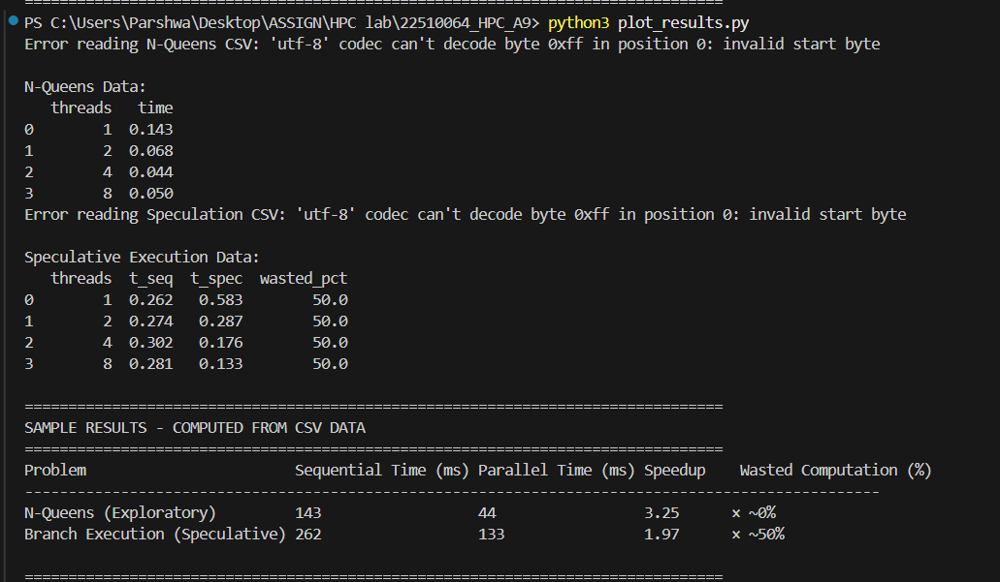 ================================================================================
PS C:\Users\Parshwa\Desktop\ASSIGN\HPC lab\22510064_HPC_A9> python3 plot_results.py
Error reading N-Queens CSV: 'utf-8' codec can't decode byte 0xff in position 0: invalid start byte
N-Queens Data:
   threads   time
0        1  0.143
1        2  0.068
2        4  0.044
3        8  0.050
Error reading Speculation CSV: 'utf-8' codec can't decode byte 0xff in position 0: invalid start byte
Speculative Execution Data:
   threads  t_seq  t_spec  wasted_pct
0        1  0.262   0.583        50.0
1        2  0.274   0.287        50.0
2        4  0.302   0.176        50.0
3        8  0.281   0.133        50.0
================================================================================
SAMPLE RESULTS - COMPUTED FROM CSV DATA
================================================================================
Problem                        Sequential Time (ms) Parallel Time (ms) Speedup    Wasted Computation (%)
--------------------------------------------------------------------------------------------------
N-Queens (Exploratory)         143                  44                 3.25      × ~0%
Branch Execution (Speculative) 262                  133                1.97      × ~50%
================================================================================